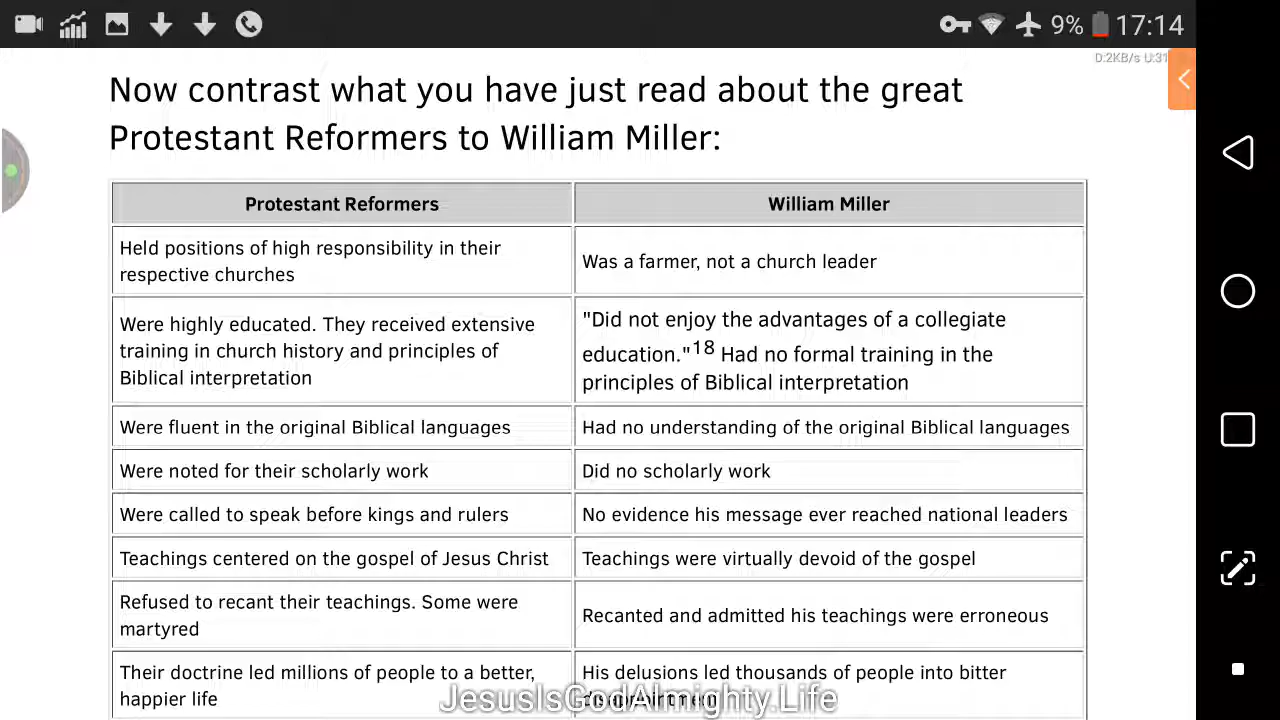 9% 17:14
D:2KB/s U:31
Now contrast what you have just read about the great
Protestant Reformers to William Miller:
Protestant Reformers
William Miller
Held positions of high responsibility in their
respective churches
Was a farmer, not a church leader
Were highly educated. They received extensive
training in church history and principles of
Biblical interpretation
"Did not enjoy the advantages of a collegiate
education."18 Had no formal training in the
principles of Biblical interpretation
Were fluent in the original Biblical languages
Had no understanding of the original Biblical languages
Were noted for their scholarly work
Did no scholarly work
Were called to speak before kings and rulers
No evidence his message ever reached national leaders
Teachings centered on the gospel of Jesus Christ
Teachings were virtually devoid of the gospel
Refused to recant their teachings. Some were
martyred
Recanted and admitted his teachings were erroneous
Their doctrine led millions of people to a better,
happier life
His delusions led thousands of people into bitter
disappointment
JesusIsGodAlmighty.Life